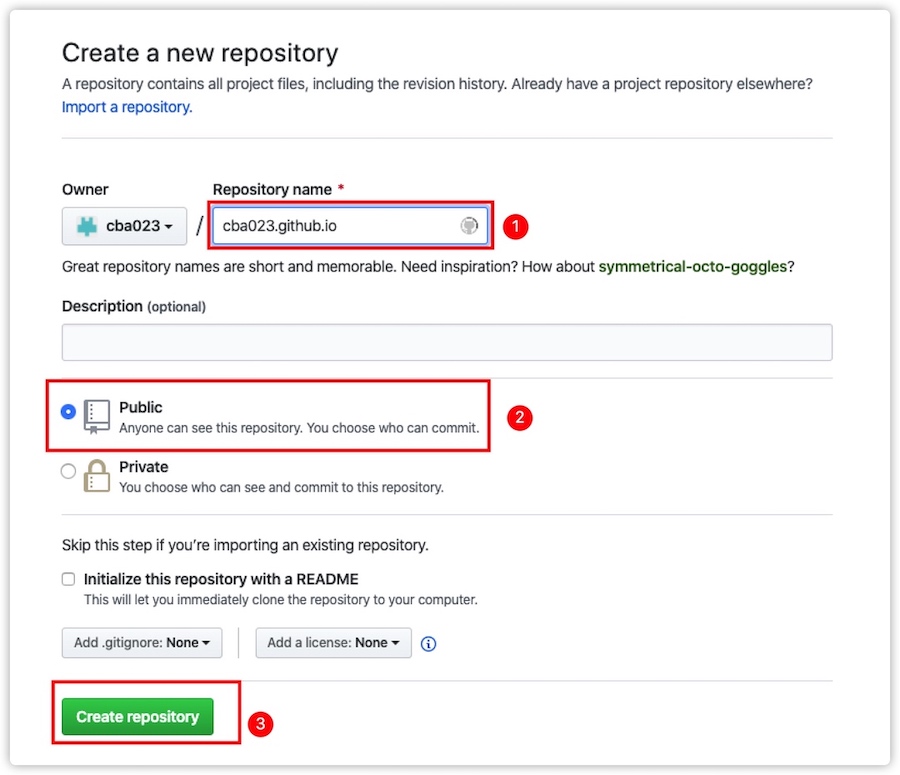 Create a new repository
A repository contains all project files, including the revision history. Already have a project repository elsewhere?
Import a repository.
Owner
Repository name *
cba023
/
cba023.github.io
1
Great repository names are short and memorable. Need inspiration? How about symmetrical-octo-goggles?
Description (optional)
Public
Anyone can see this repository. You choose who can commit.
2
Private
You choose who can see and commit to this repository.
Skip this step if you’re importing an existing repository.
Initialize this repository with a README
This will let you immediately clone the repository to your computer.
Add .gitignore: None
Add a license: None
Create repository
3